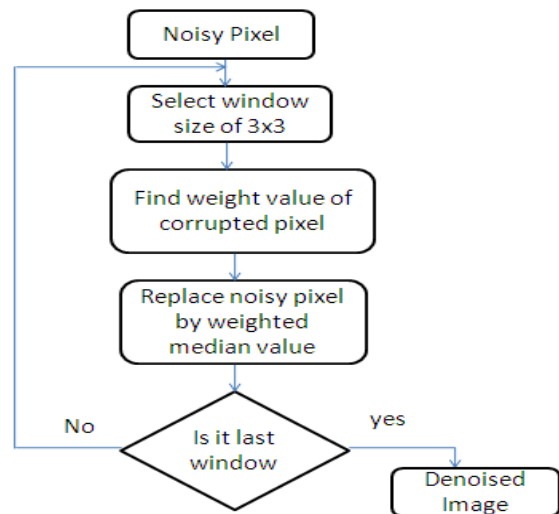 Noisy Pixel
Select window
size of 3x3
Find weight value of
corrupted pixel
Replace noisy pixel
by weighted
median value
No
yes
Is it last
window
Denoised
Image